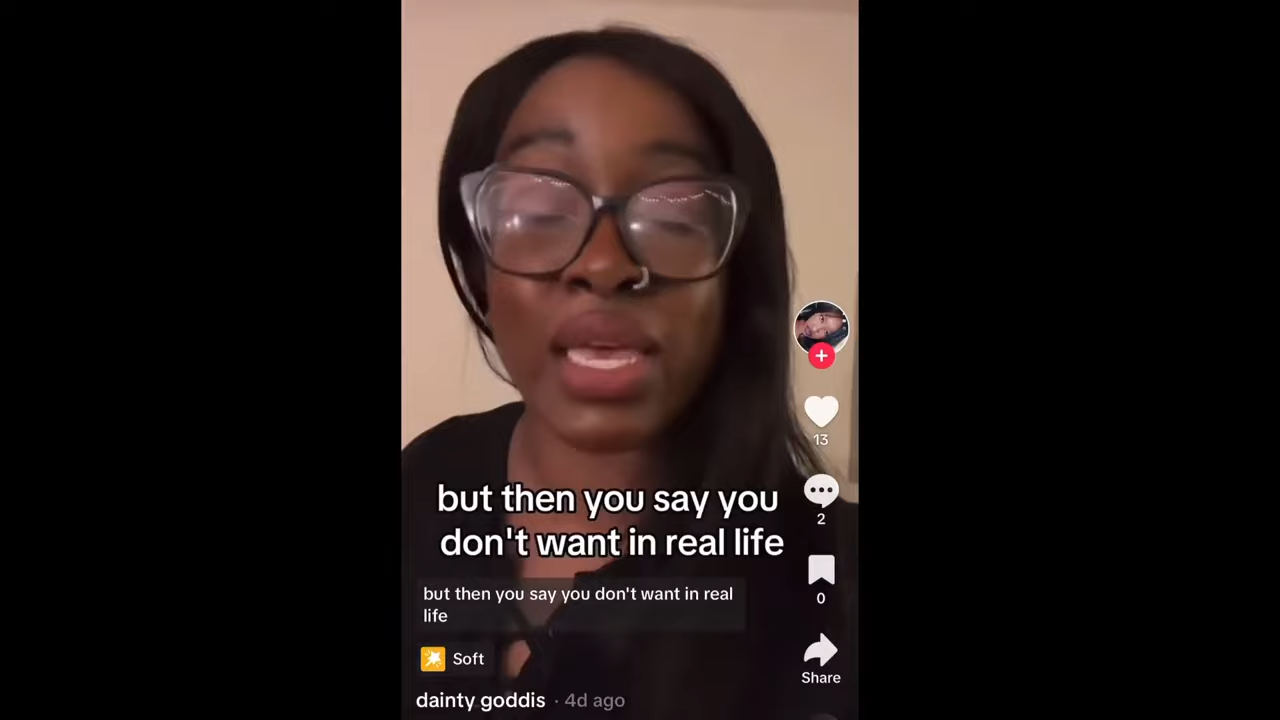 but then you say you
don't want in real life
but then you say you don't want in real
life
Soft
dainty goddis · 4d ago
13
2
0
Share